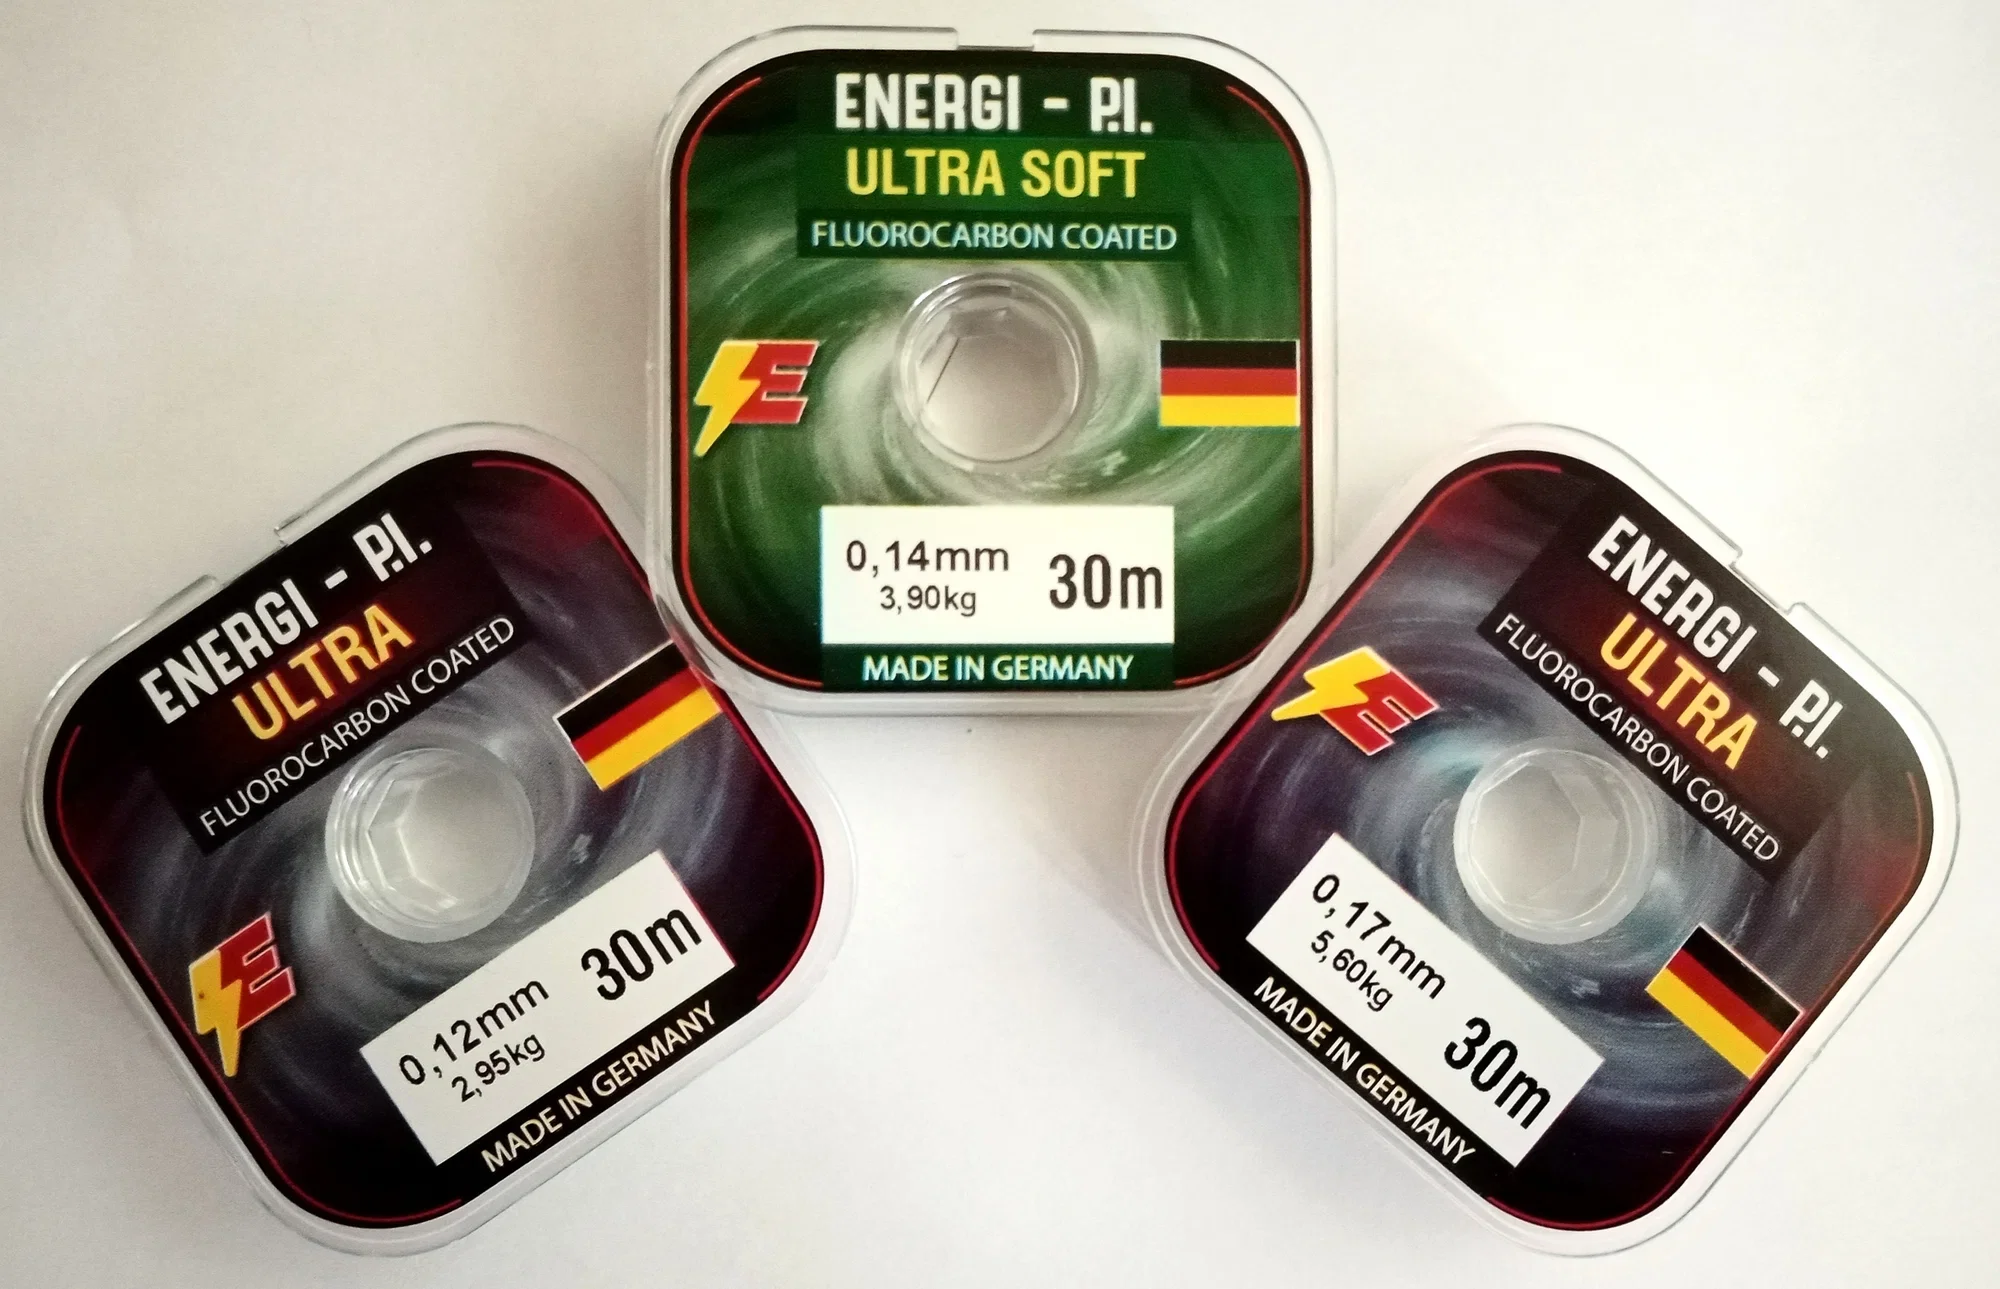 ENERGI - P.I.
ULTRA SOFT
FLUOROCARBON COATED
E
0,14mm 30m
3,90kg
MADE IN GERMANY
ENERGI - P.I.
ULTRA
FLUOROCARBON COATED
E
0,12mm 30m
2,95kg
MADE IN GERMANY
ENERGI - P.I.
ULTRA
FLUOROCARBON COATED
E
0,17mm 30m
5,60kg
MADE IN GERMANY